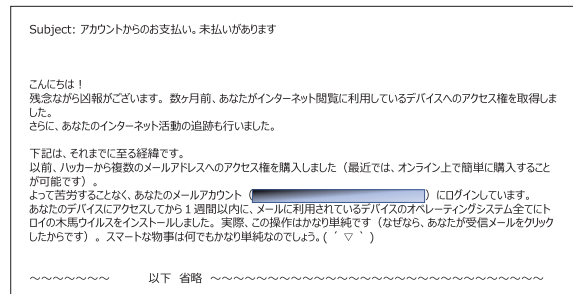 Subject: アカウントからのお支払い。未払いがあります
こんにちは！
残念ながら凶報がございます。数ヶ月前、あなたがインターネット閲覧に利用しているデバイスへのアクセス権を取得しま
した。
さらに、あなたのインターネット活動の追跡も行いました。
下記は、それまでに至る経緯です。
以前、ハッカーから複数のメールアドレスへのアクセス権を購入しました（最近では、オンライン上で簡単に購入すること
が可能です）。
よって苦労することなく、あなたのメールアカウント（ ）にログインしています。
あなたのデバイスにアクセスしてから１週間以内に、メールに利用されているデバイスのオペレーティングシステム全てにト
ロイの木馬ウイルスをインストールしました。実際、この操作はかなり単純です（なぜなら、あなたが受信メールをクリック
したからです）。スマートな物事は何でもかなり単純なのでしょう。( ´ ▽ ` )
～～～～～～～ 以下 省略 ～～～～～～～～～～～～～～～～～～～～～～～～～～～～～